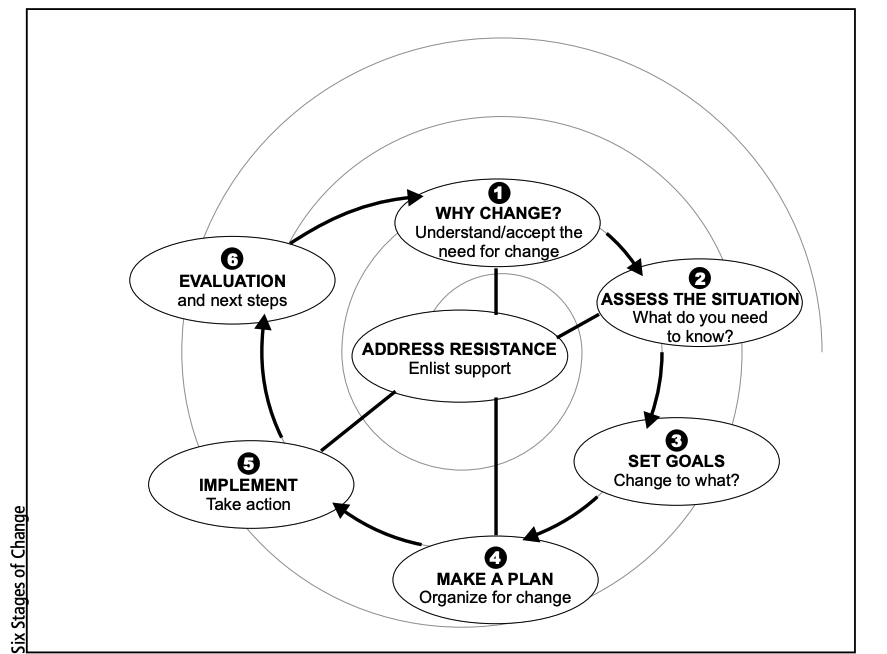 1
WHY CHANGE?
Understand/accept the
need for change
2
ASSESS THE SITUATION
What do you need
to know?
3
SET GOALS
Change to what?
4
MAKE A PLAN
Organize for change
5
IMPLEMENT
Take action
6
EVALUATION
and next steps
ADDRESS RESISTANCE
Enlist support
Six Stages of Change